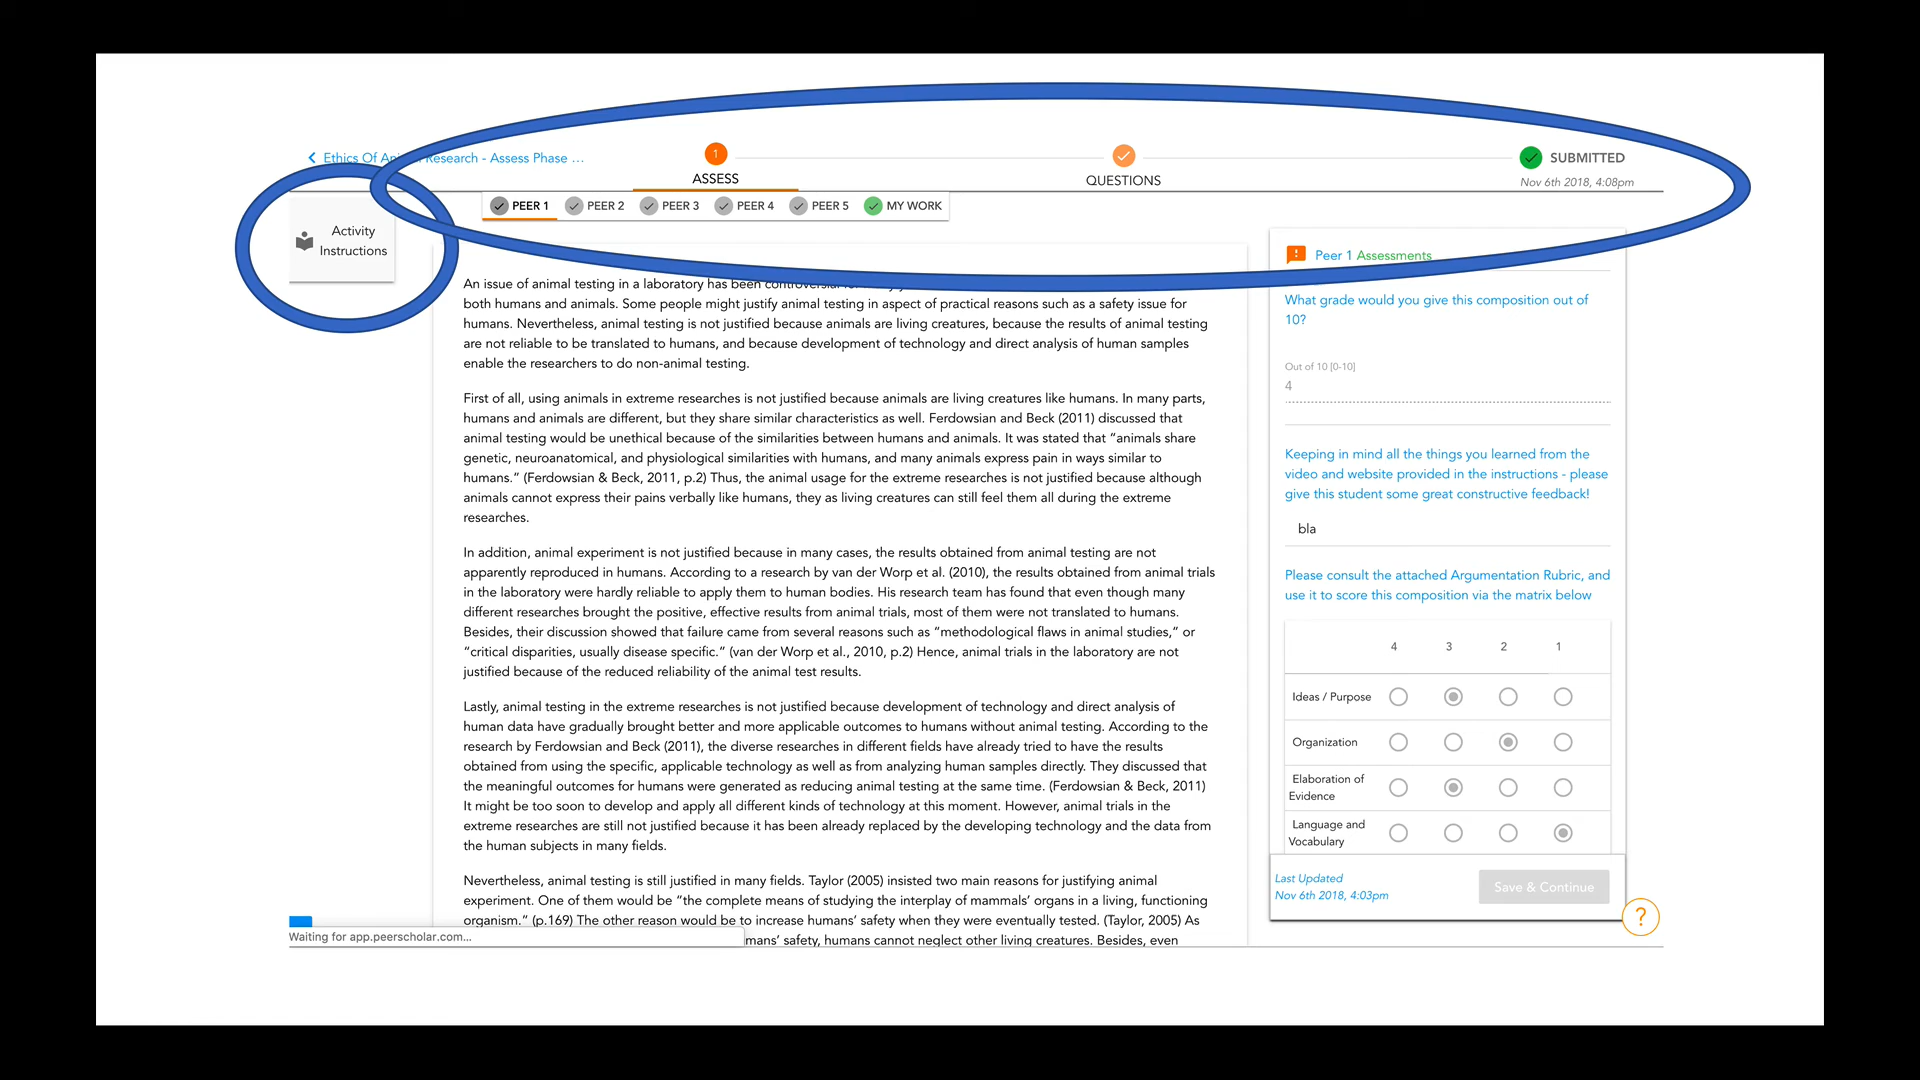 Ethics Of An Research - Assess Phase ...
1
ASSESS
QUESTIONS
SUBMITTED
Nov 6th 2018, 4:08pm
PEER 1 PEER 2 PEER 3 PEER 4 PEER 5 MY WORK
Activity
Instructions
An issue of animal testing in a laboratory has been
both humans and animals. Some people might justify animal testing in aspect of practical reasons such as a safety issue for
humans. Nevertheless, animal testing is not justified because animals are living creatures, because the results of animal testing
are not reliable to be translated to humans, and because development of technology and direct analysis of human samples
enable the researchers to do non-animal testing.
First of all, using animals in extreme researches is not justified because animals are living creatures like humans. In many parts,
humans and animals are different, but they share similar characteristics as well. Ferdowsian and Beck (2011) discussed that
animal testing would be unethical because of the similarities between humans and animals. It was stated that “animals share
genetic, neuroanatomical, and physiological similarities with humans, and many animals express pain in ways similar to
humans.” (Ferdowsian & Beck, 2011, p.2) Thus, the animal usage for the extreme researches is not justified because although
animals cannot express their pains verbally like humans, they as living creatures can still feel them all during the extreme
researches.
In addition, animal experiment is not justified because in many cases, the results obtained from animal testing are not
apparently reproduced in humans. According to a research by van der Worp et al. (2010), the results obtained from animal trials
in the laboratory were hardly reliable to apply them to human bodies. His research team has found that even though many
different researches brought the positive, effective results from animal trials, most of them were not translated to humans.
Besides, their discussion showed that failure came from several reasons such as “methodological flaws in animal studies,” or
“critical disparities, usually disease specific.” (van der Worp et al., 2010, p.2) Hence, animal trials in the laboratory are not
justified because of the reduced reliability of the animal test results.
Lastly, animal testing in the extreme researches is not justified because development of technology and direct analysis of
human data have gradually brought better and more applicable outcomes to humans without animal testing. According to the
research by Ferdowsian and Beck (2011), the diverse researches in different fields have already tried to have the results
obtained from using the specific, applicable technology as well as from analyzing human samples directly. They discussed that
the meaningful outcomes for humans were generated as reducing animal testing at the same time. (Ferdowsian & Beck, 2011)
It might be too soon to develop and apply all different kinds of technology at this moment. However, animal trials in the
extreme researches are still not justified because it has been already replaced by the developing technology and the data from
the human subjects in many fields.
Nevertheless, animal testing is still justified in many fields. Taylor (2005) insisted two main reasons for justifying animal
experiment. One of them would be “the complete means of studying the interplay of mammals’ organs in a living, functioning
organism.” (p.169) The other reason would be to increase humans’ safety when they were eventually tested. (Taylor, 2005) As
mans’ safety, humans cannot neglect other living creatures. Besides, even
Waiting for app.peerscholar.com...
Peer 1 Assessments
What grade would you give this composition out of
10?
Out of 10 [0-10]
4
Keeping in mind all the things you learned from the
video and website provided in the instructions - please
give this student some great constructive feedback!
bla
Please consult the attached Argumentation Rubric, and
use it to score this composition via the matrix below
4 3 2 1
Ideas / Purpose
Organization
Elaboration of
Evidence
Language and
Vocabulary
Last Updated
Nov 6th 2018, 4:03pm
Save & Continue
?